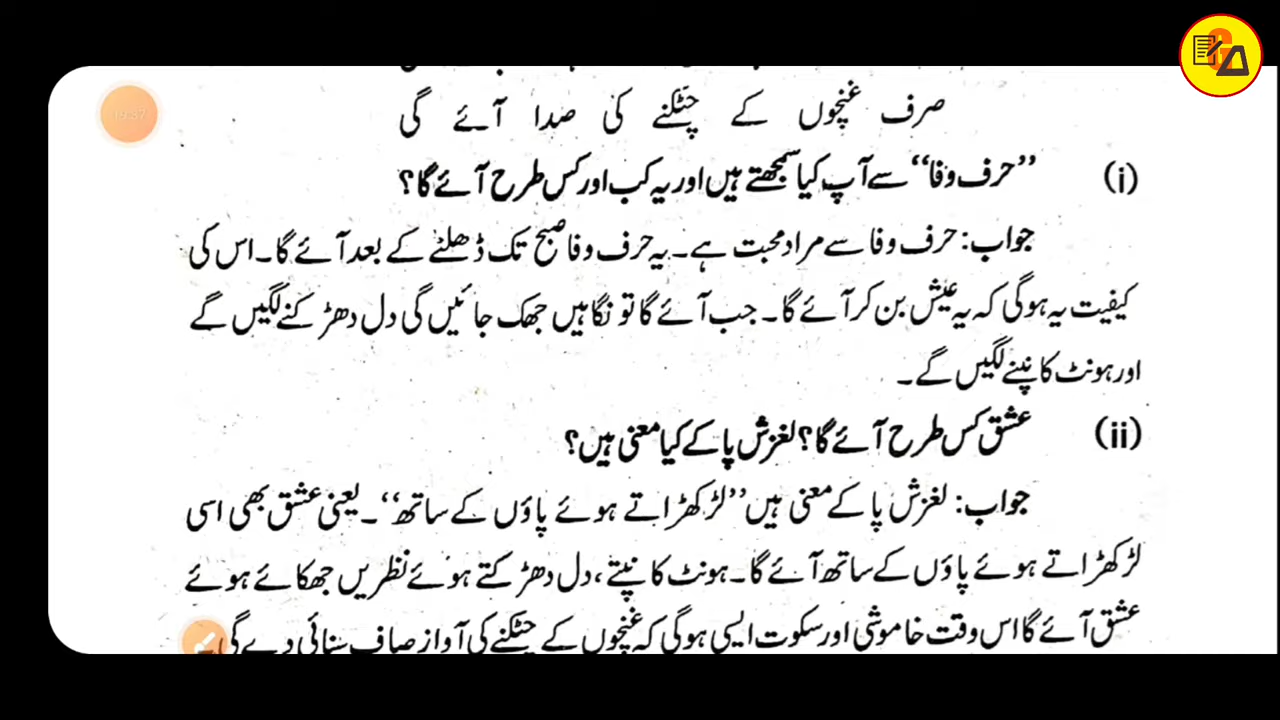 صرف غنچوں کے چٹکنے کی صدا آئے گی
(i) ”حرف وفا“ سے آپ کیا سمجھتے ہیں اور یہ کب اور کس طرح آئے گا؟
جواب: حرف وفا سے مراد محبت ہے۔ یہ حرف وفا صبح تک ڈھلنے کے بعد آئے گا۔ اس کی
کیفیت یہ ہوگی کہ یہ عیش بن کر آئے گا۔ جب آئے گا تو نگاہیں جھک جائیں گی دل دھڑکنے لگیں گے
اور ہونٹ کانپنے لگیں گے۔
(ii) عشق کس طرح آئے گا؟ لغزش پا کے کیا معنی ہیں؟
جواب: لغزش پا کے معنی ہیں ”لڑکھڑاتے ہوئے پاؤں کے ساتھ“۔ یعنی عشق بھی اسی
لڑکھڑاتے ہوئے پاؤں کے ساتھ آئے گا۔ ہونٹ کانپتے، دل دھڑکتے ہوئے نظریں جھکائے ہوئے
عشق آئے گا اس وقت خاموشی اور سکوت ایسی ہوگی کہ غنچوں کے چٹکنے کی آواز صاف سنائی دے گی۔